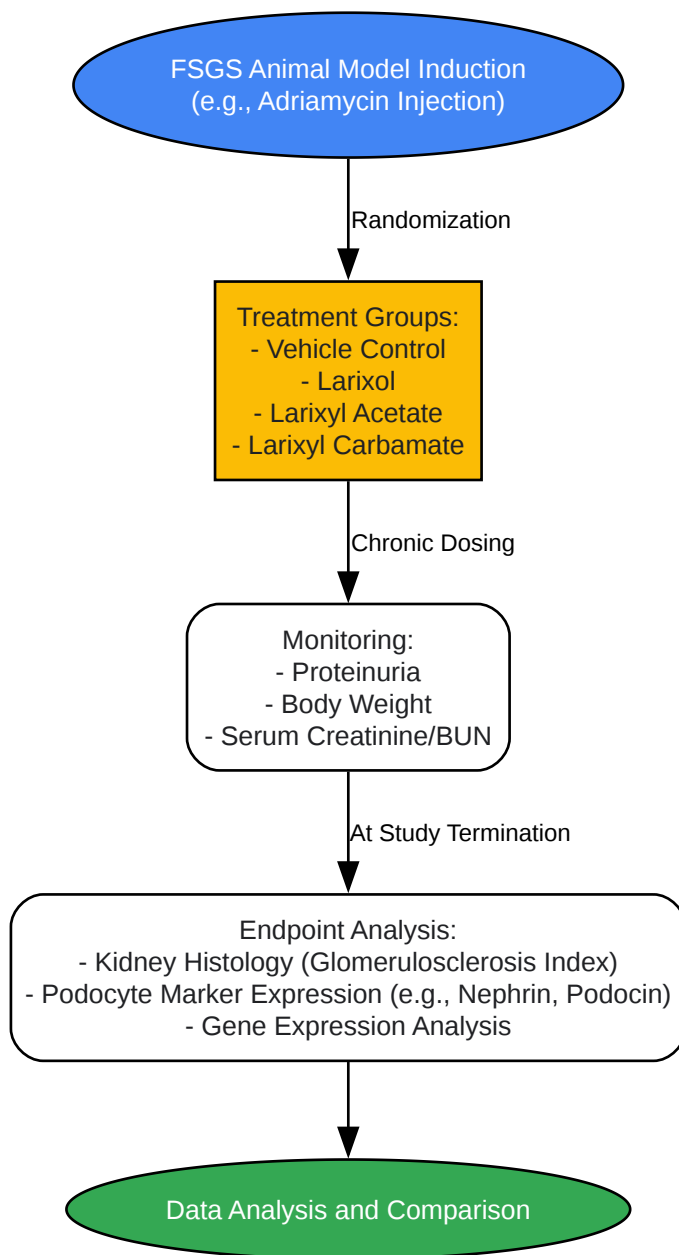 FSGS Animal Model Induction
(e.g., Adriamycin Injection)
Randomization
Treatment Groups:
- Vehicle Control
- Larixol
- Larixyl Acetate
- Larixyl Carbamate
Chronic Dosing
Monitoring:
- Proteinuria
- Body Weight
- Serum Creatinine/BUN
At Study Termination
Endpoint Analysis:
- Kidney Histology (Glomerulosclerosis Index)
- Podocyte Marker Expression (e.g., Nephrin, Podocin)
- Gene Expression Analysis
Data Analysis and Comparison